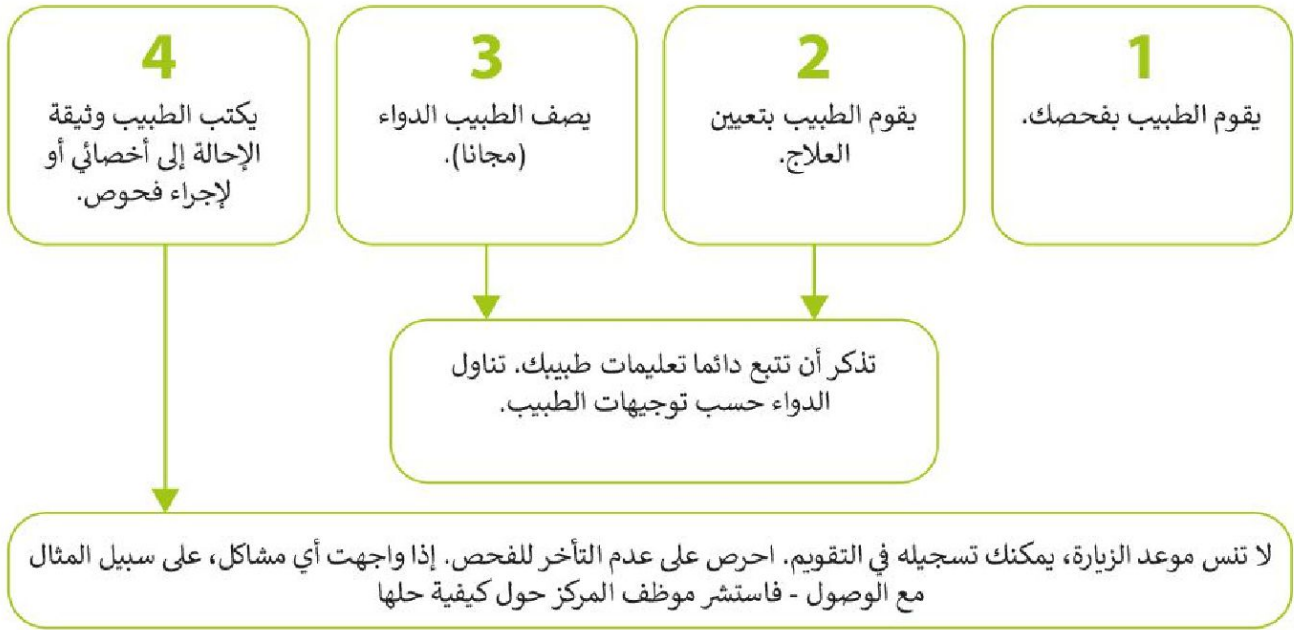 1
يقوم الطبيب بفحصك.
2
يقوم الطبيب بتعيين
العلاج.
3
يصف الطبيب الدواء
(مجانا).
4
يكتب الطبيب وثيقة
الإحالة إلى أخصائي أو
لإجراء فحوص.
تذكر أن تتبع دائما تعليمات طبيبك. تناول
الدواء حسب توجيهات الطبيب.
لا تنس موعد الزيارة، يمكنك تسجيله في التقويم. احرص على عدم التأخر للفحص. إذا واجهت أي مشاكل، على سبيل المثال
مع الوصول - فاستشر موظف المركز حول كيفية حلها